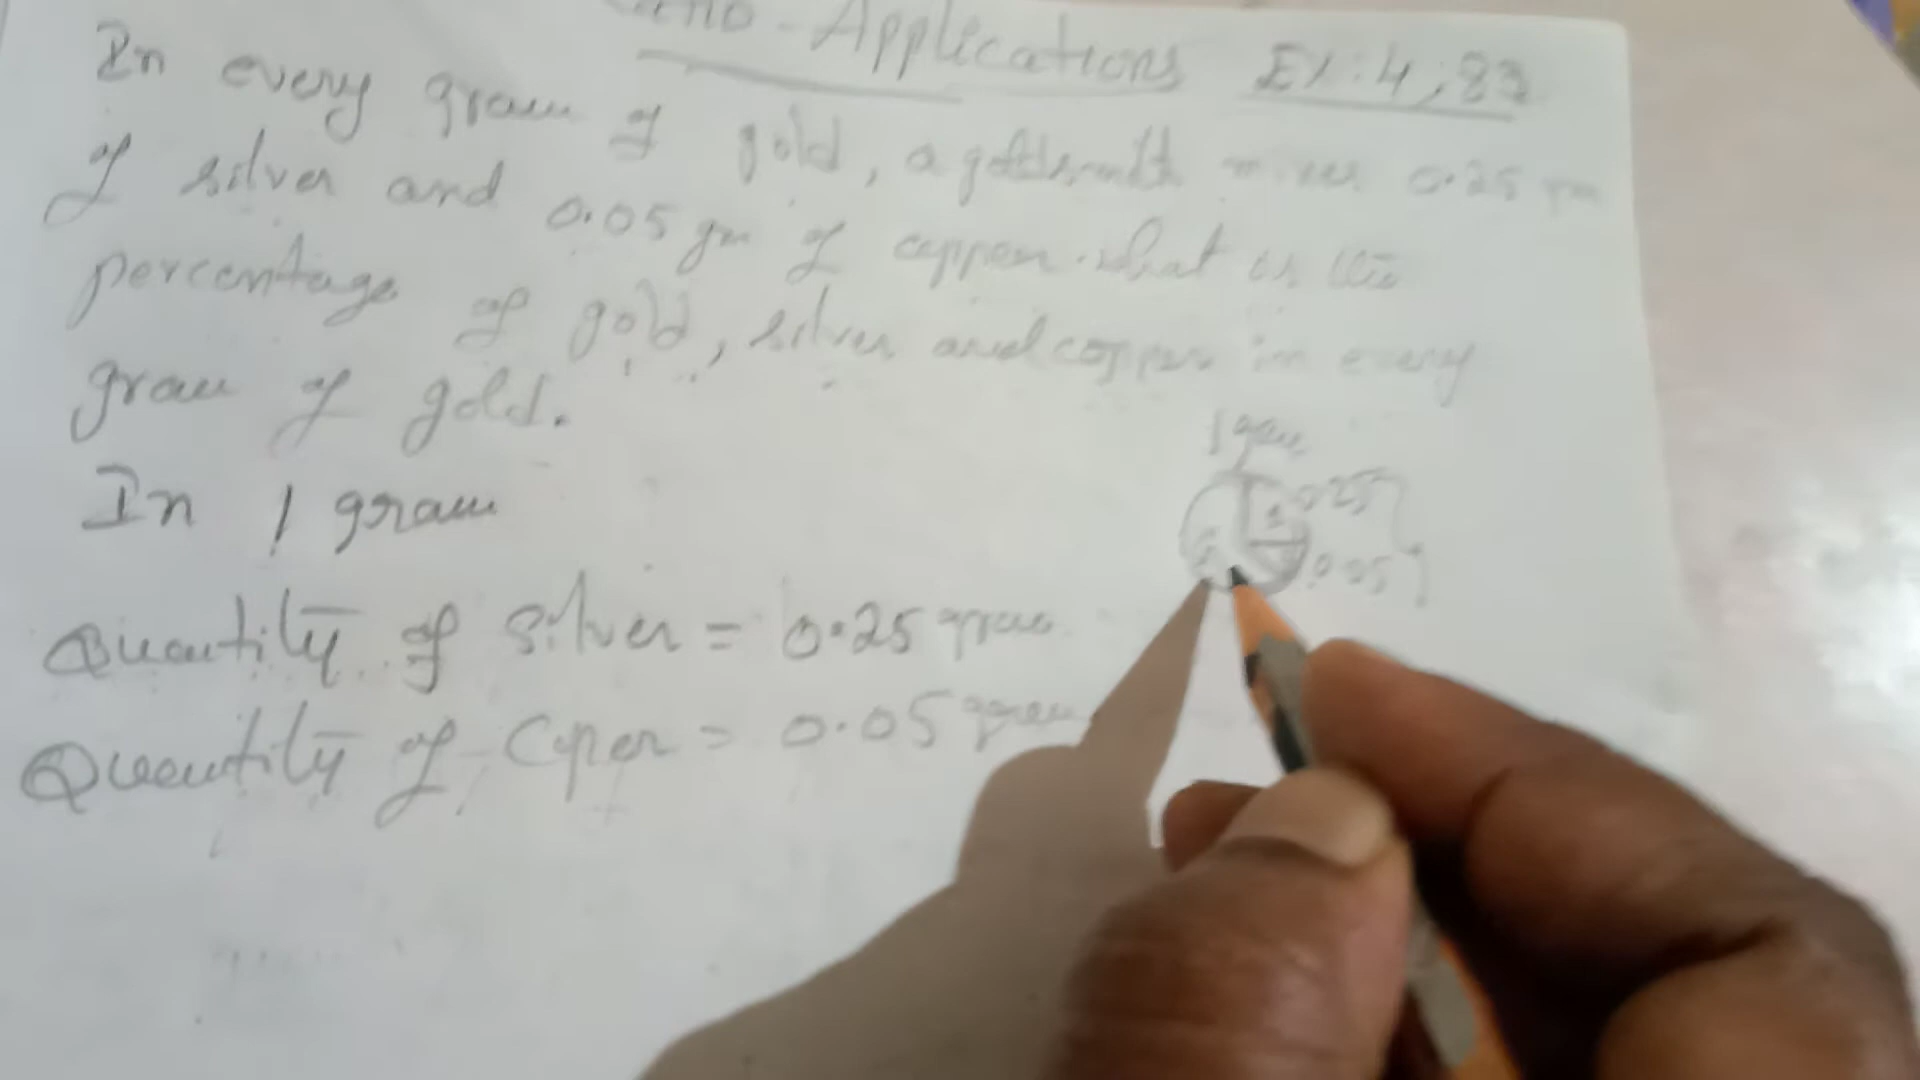 - Applications Ex: 4, 83
In every gram of gold, a goldsmith mixes 0.25 gm
of silver and 0.05 gm of copper. What is the
percentage of gold, silver and copper in every
gram of gold.
1 gram
0.25
0.05
In 1 gram
Quantity of Silver = 0.25 gram
Quantity of Coper = 0.05 gram